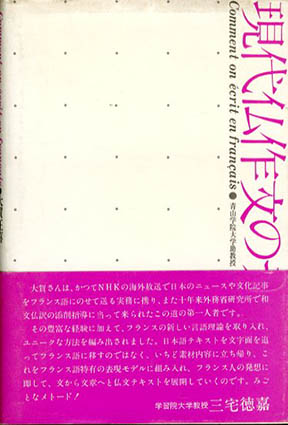 現代仏作文の
Comment on écrit en français●青山学院大学助教授
大賀さんは、かつてNHKの海外放送で日本のニュースや文化記事
をフランス語にのせて送る実務に携り、また十年来外務省研究所で和
文仏訳の添削指導に当って来られたこの道の第一人者です。
その豊富な経験に加えて、フランスの新しい言語理論を取り入れ、
ユニークな方法を編み出されました。日本語テキストを文字面を追
ってフランス語に移すのではなく、いちど素材内容に立ち帰り、こ
れをフランス語特有の表現モデルに組み入れ、フランス人の発想に
即して、文から文章へと仏文テキストを展開していくのです。みご
となメトード！
学習院大学教授 三宅徳嘉